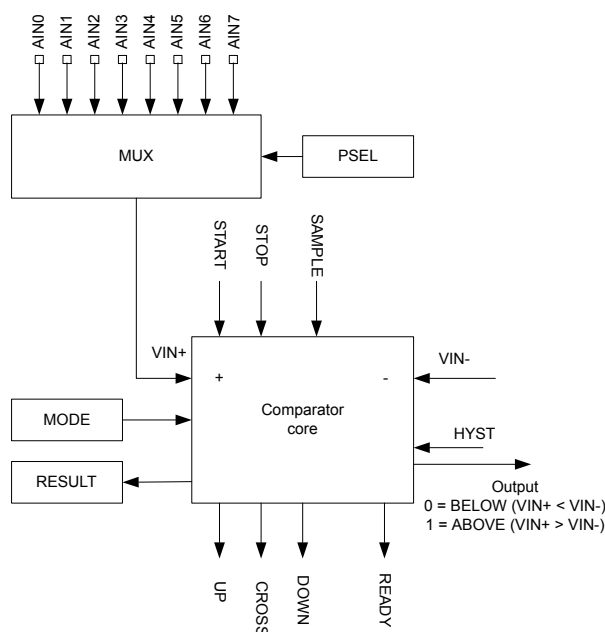 AIN0
AIN1
AIN2
AIN3
AIN4
AIN5
AIN6
AIN7
MUX
PSEL
START
STOP
SAMPLE
VIN+
VIN-
+
-
MODE
Comparator
core
HYST
RESULT
Output
0 = BELOW (VIN+ < VIN-)
1 = ABOVE (VIN+ > VIN-)
UP
CROSS
DOWN
READY